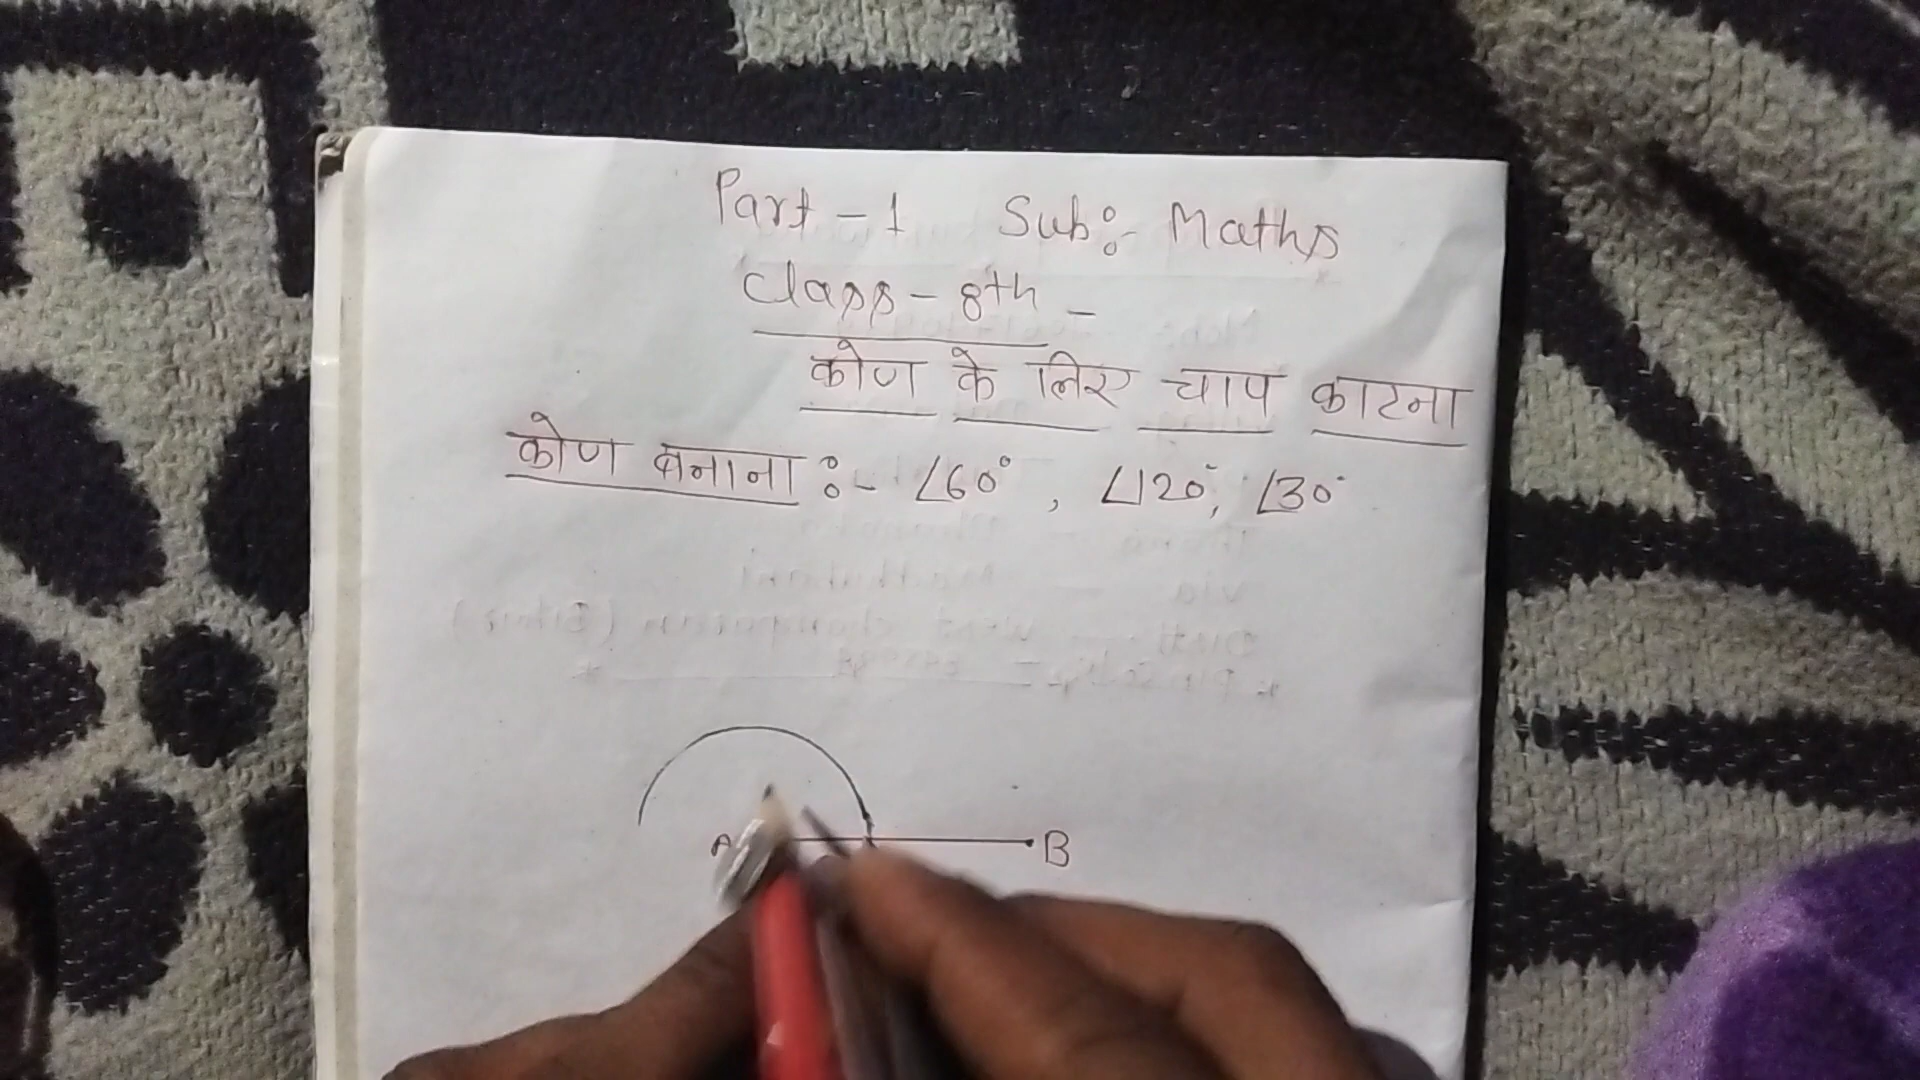 Part - 1 Sub:- Maths
Class - 8th -
कोण के लिए चाप काटना
कोण बनाना :- ∠60°, ∠120°, ∠30°
A B